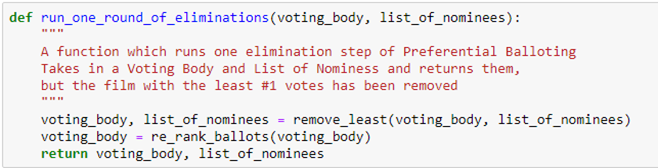 def run_one_round_of_eliminations(voting_body, list_of_nominees):
    """
    A function which runs one elimination step of Preferential Balloting
    Takes in a Voting Body and List of Nominess and returns them,
    but the film with the least #1 votes has been removed
    """
    voting_body, list_of_nominees = remove_least(voting_body, list_of_nominees)
    voting_body = re_rank_ballots(voting_body)
    return voting_body, list_of_nominees